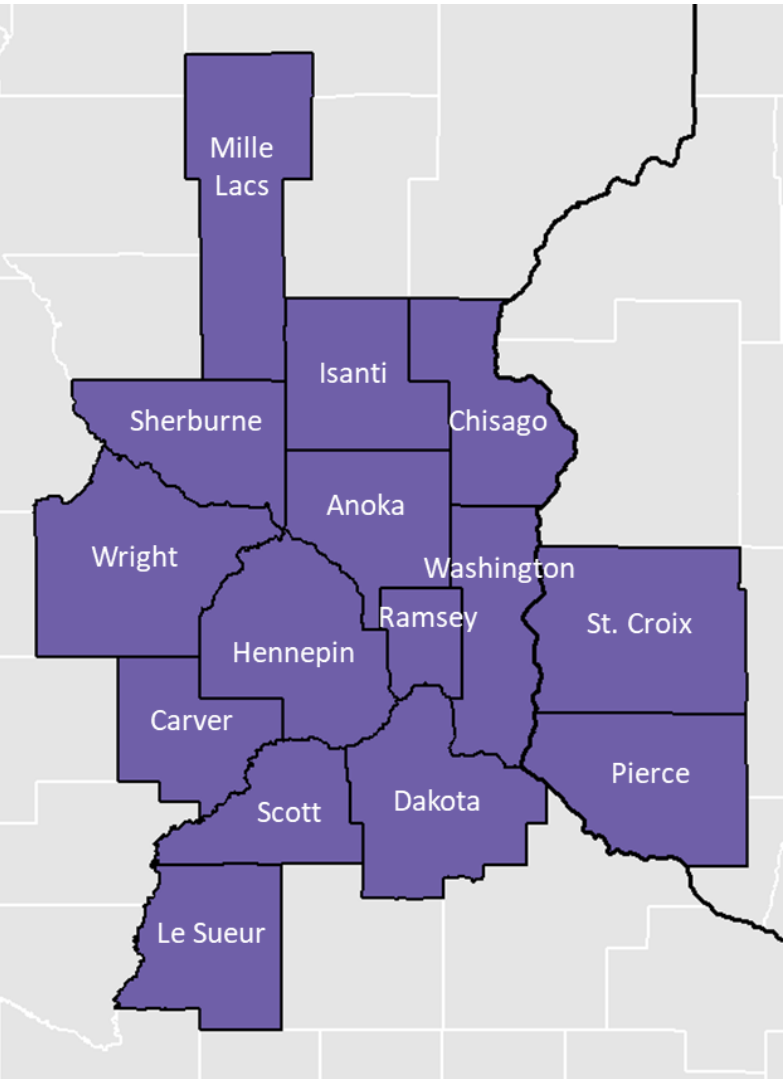 Mille
Lacs
Isanti
Sherburne
Chisago
Anoka
Wright
Washington
Ramsey
St. Croix
Hennepin
Carver
Pierce
Dakota
Scott
Le Sueur